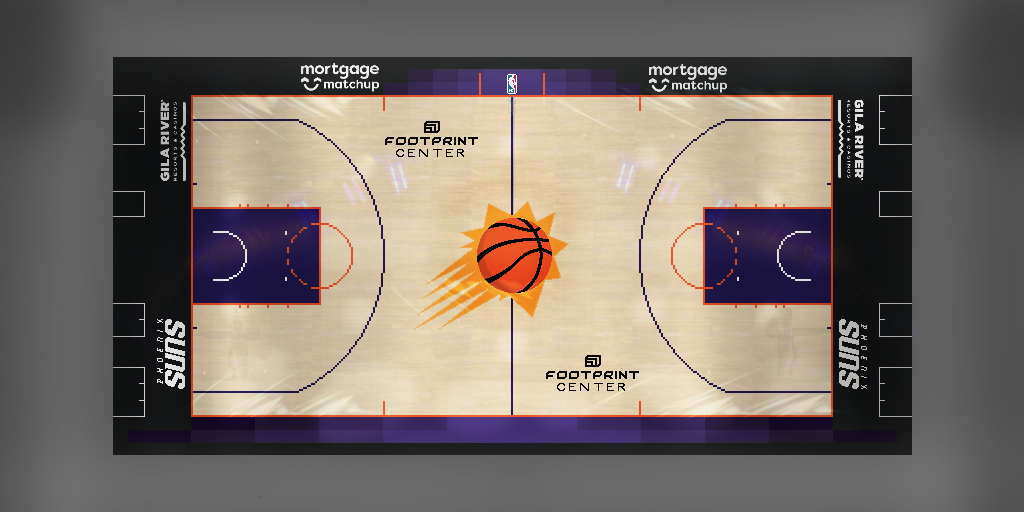 mortgage
matchup
mortgage
matchup
GILA RIVER
RESORTS & CASINOS
GILA RIVER
RESORTS & CASINOS
FOOTPRINT
CENTER
PHOENIX
SUNS
PHOENIX
SUNS
FOOTPRINT
CENTER